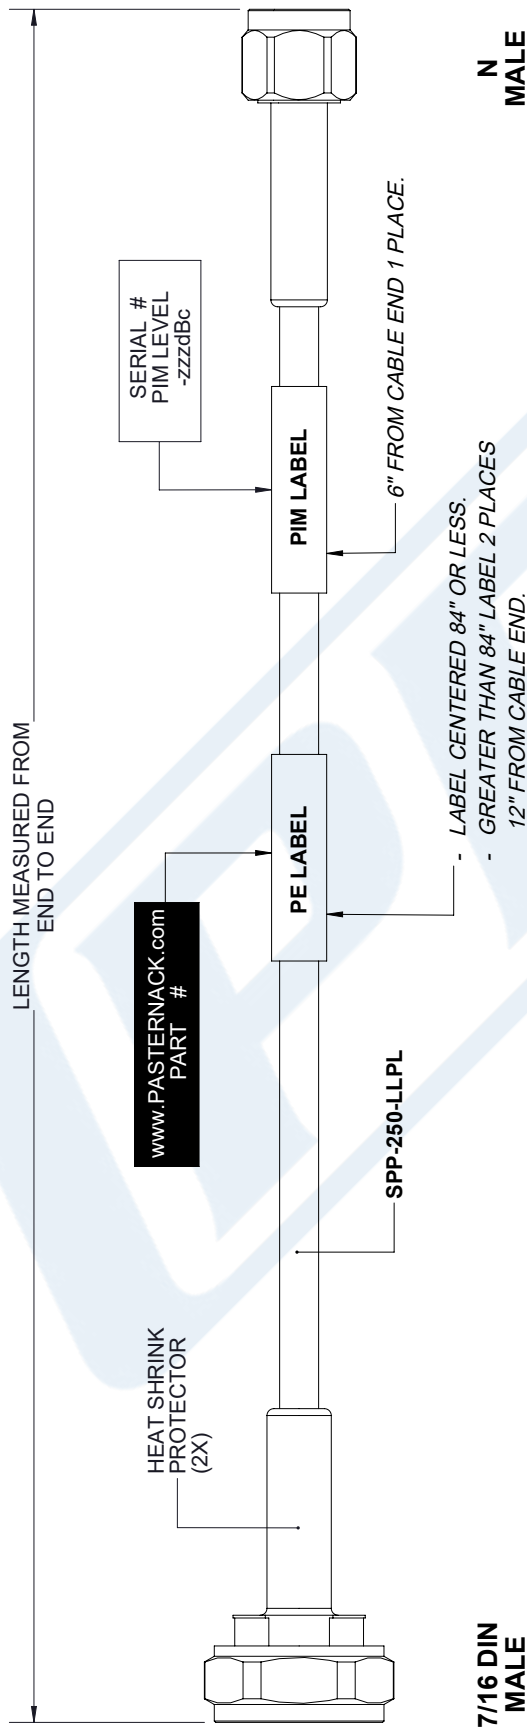 LENGTH MEASURED FROM
END TO END
HEAT SHRINK
PROTECTOR
(2X)
www.PASTERNACK.com
PART #
SERIAL #
PIM LEVEL
-zzzdBc
PE LABEL
PIM LABEL
SPP-250-LLPL
6" FROM CABLE END 1 PLACE.
- LABEL CENTERED 84" OR LESS.
- GREATER THAN 84" LABEL 2 PLACES
12" FROM CABLE END.
7/16 DIN
MALE
N
MALE